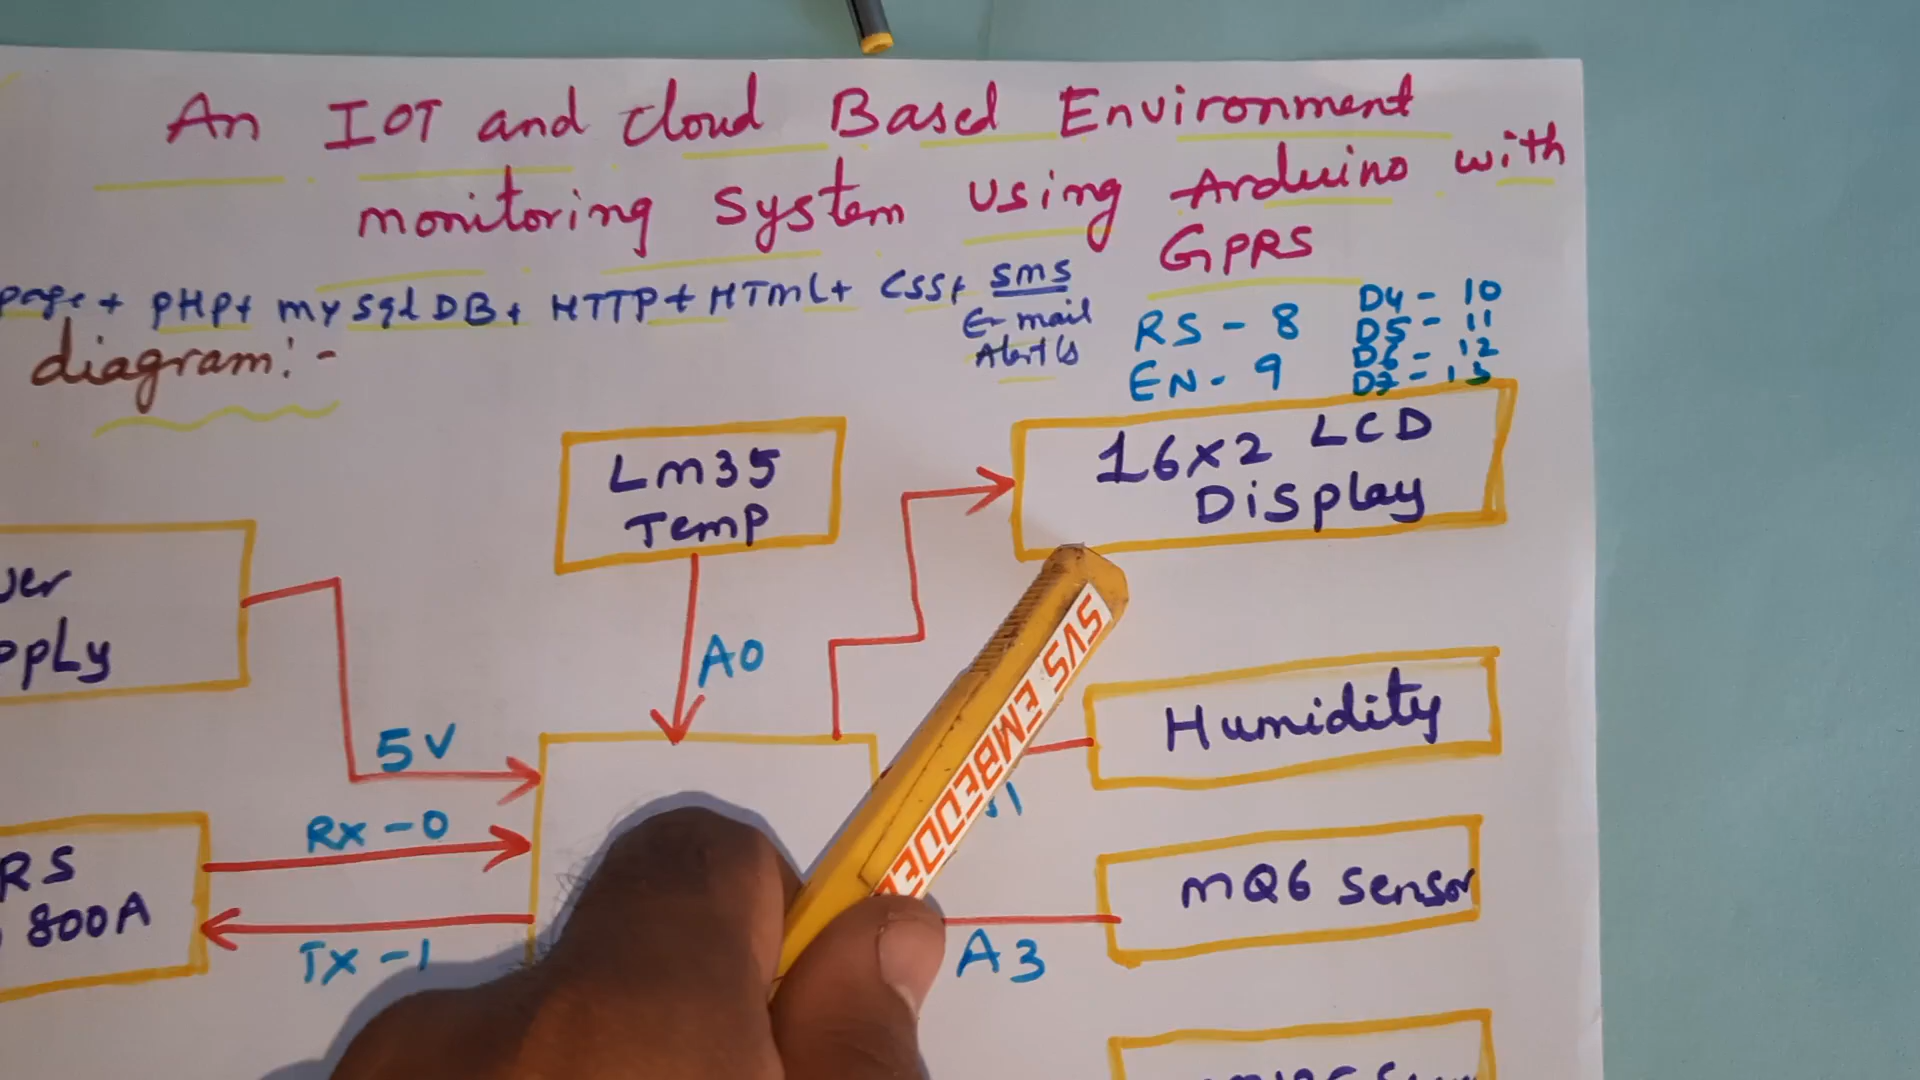 An IOT and Cloud Based Environment
monitoring System Using Arduino with
GPRS
page + PHP + mysql DB + HTTP + HTML + CSS + SMS
E-mail
Alerts
diagram:-
RS - 8
EN - 9
D4 - 10
D5 - 11
D6 - 12
D7 - 13
Lm35
Temp
16x2 LCD
Display
A0
5V
Humidity
Rx - 0
RS
800A
Tx - 1
MQ6 Sensor
A3
SVS EMBEDDED